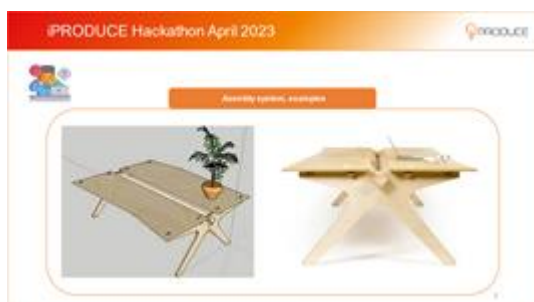 iPRODUCE Hackathon April 2023
iPRODUCE
Assembly system, examples